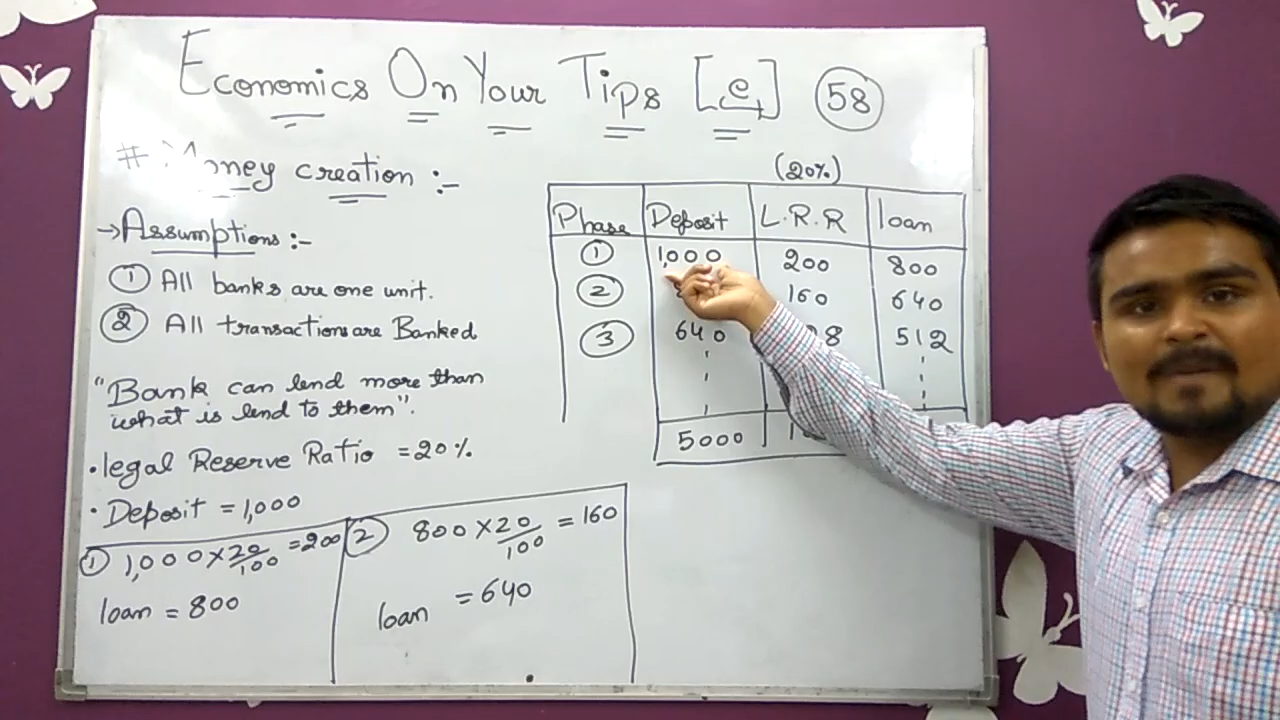 Economics On Your Tips [e] 58
# Money creation :-
→ Assumptions :-
① All banks are one unit.
② All transactions are Banked
"Bank can lend more than
what is lend to them".
• legal Reserve Ratio = 20%
• Deposit = 1,000
① 1,000 × 20/100 = 200
loan = 800
② 800 × 20/100 = 160
loan = 640
(20%)
Phase Deposit L.R.R loan
① 1,000 200 800
② 160 640
③ 640 28 512
5000